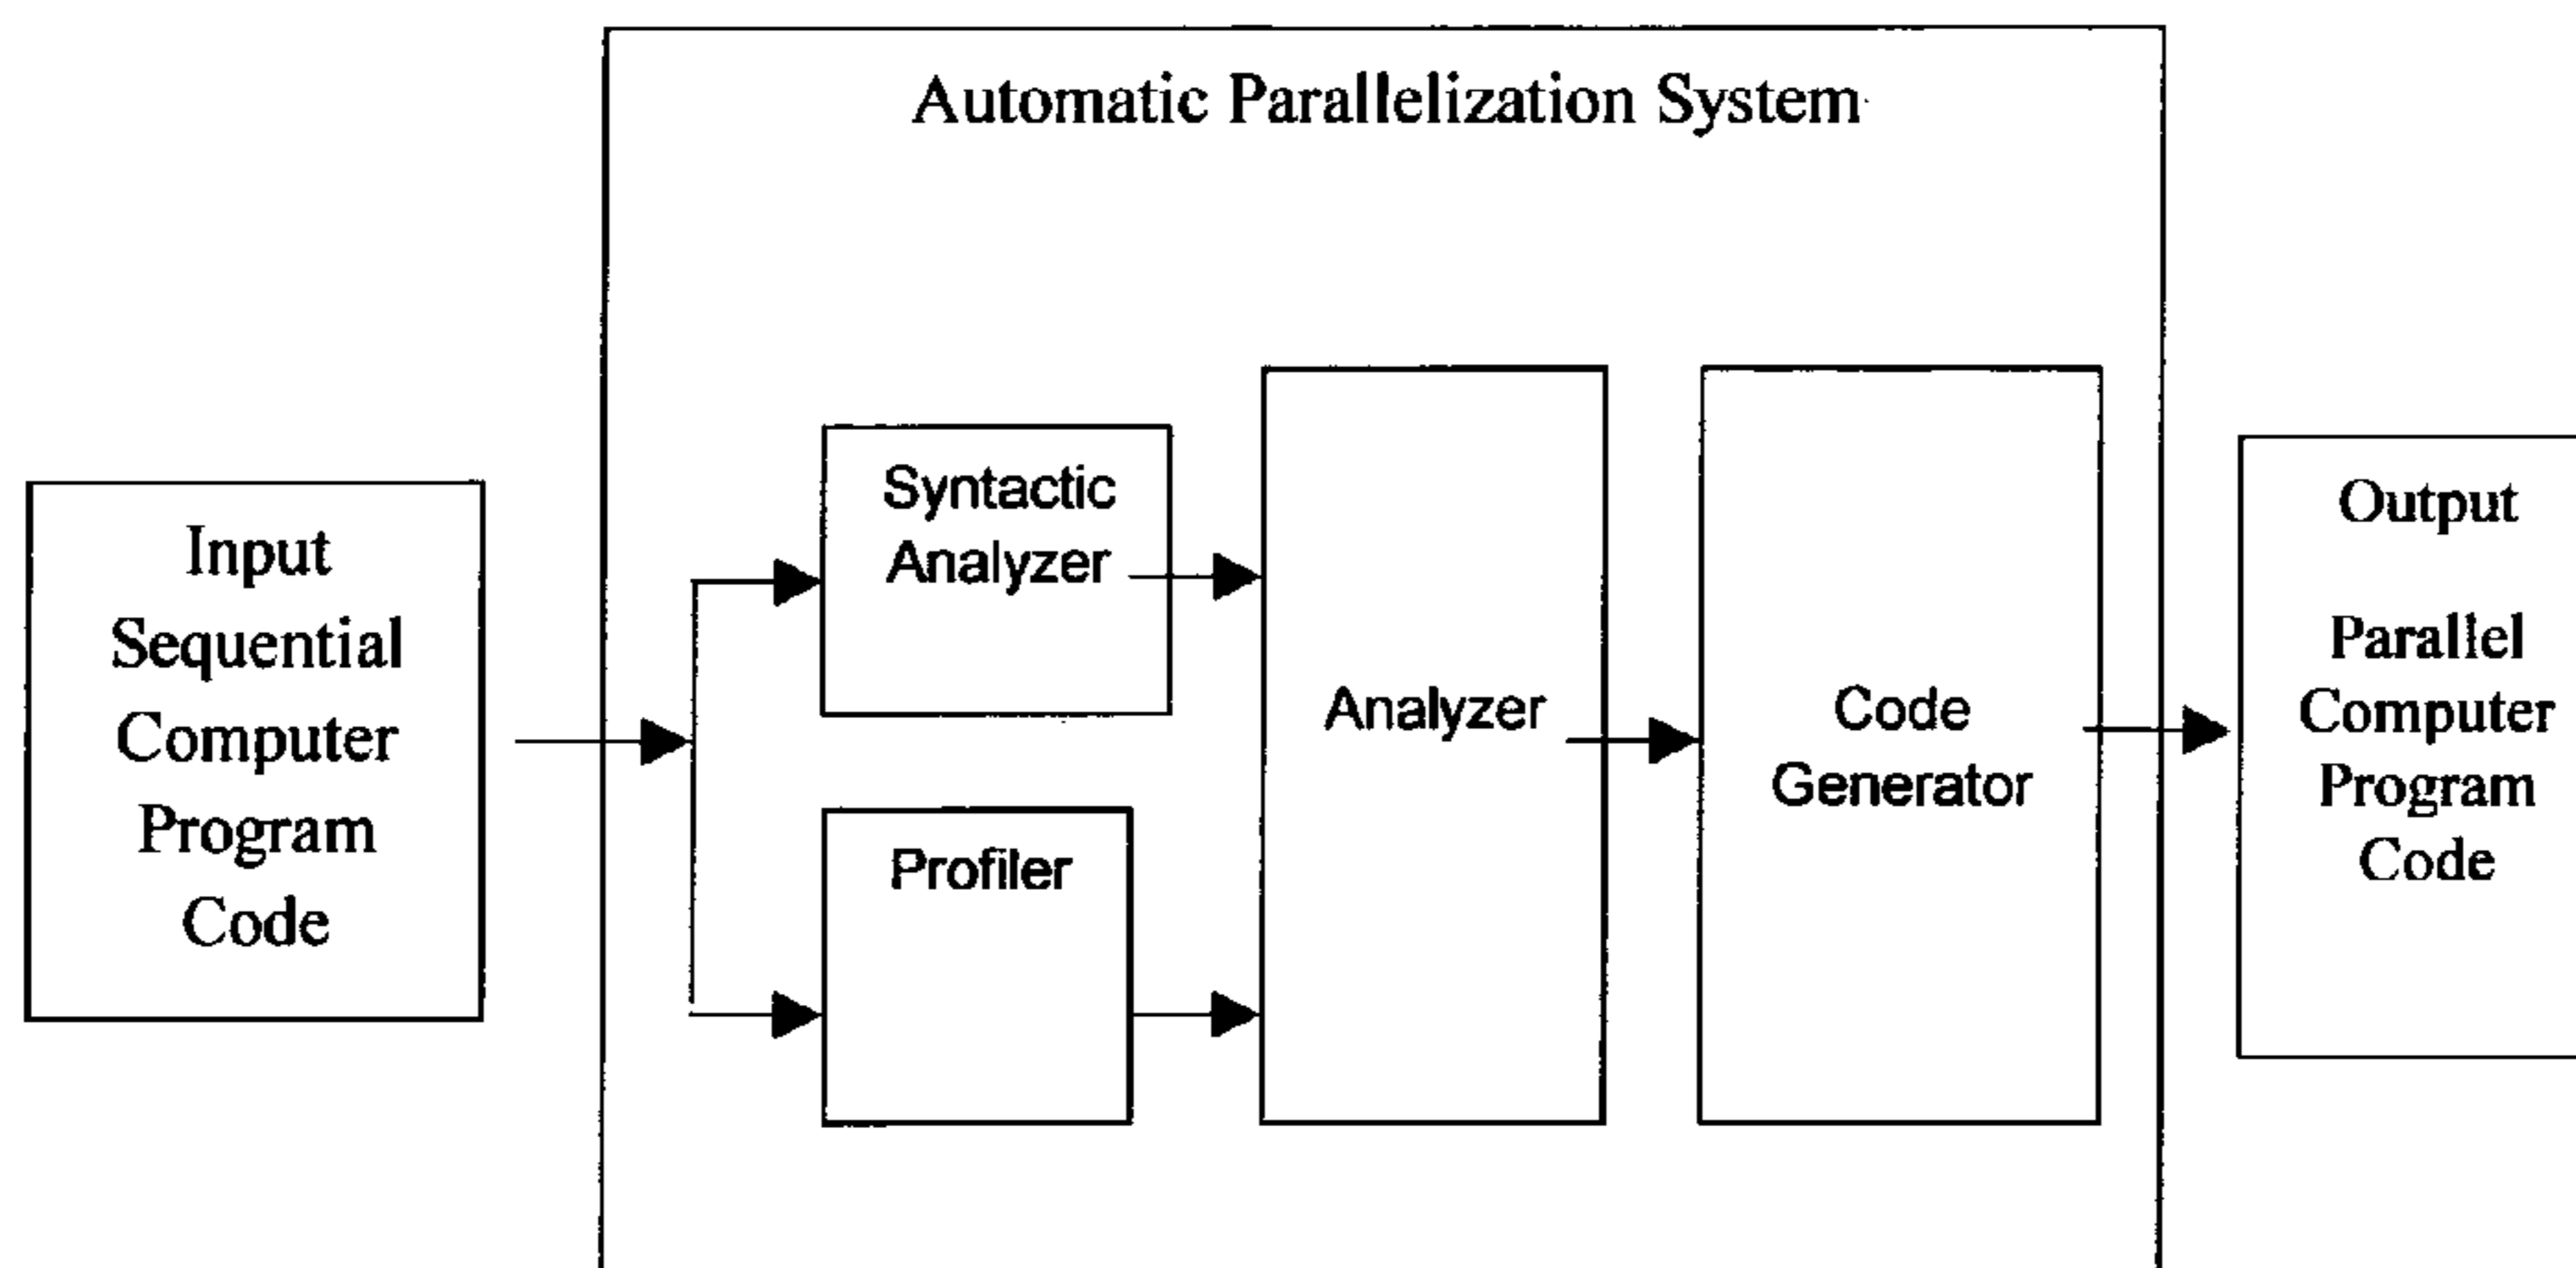 Automatic Parallelization System
Input
Sequential
Computer
Program
Code
Syntactic
Analyzer
Profiler
Analyzer
Code
Generator
Output
Parallel
Computer
Program
Code